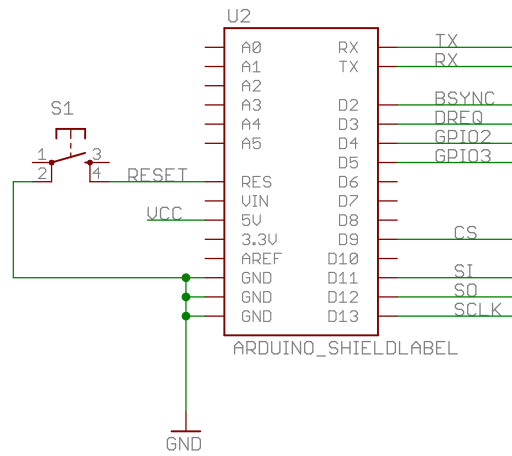 U2
A0 RX TX
A1 TX RX
A2
S1 A3 D2 BSYNC
A4 D3 DREQ
A5 D4 GPIO2
1 3 D5 GPIO3
2 4 RESET RES D6
VIN D7
VCC 5V D8
3.3V D9 CS
AREF D10
GND D11 SI
GND D12 SO
GND D13 SCLK
ARDUINO_SHIELDLABEL
GND